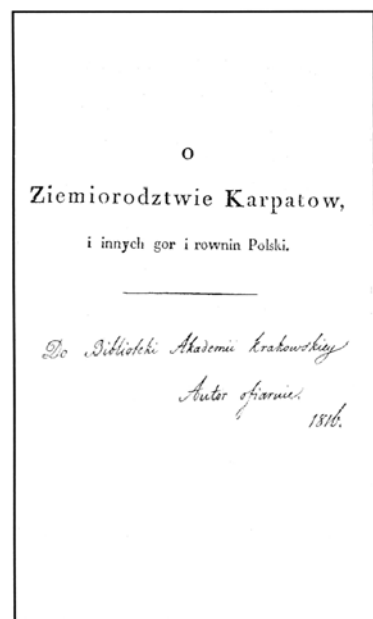 O
Ziemiorodztwie Karpatow,
i innych gor i rownin Polski.
Do Biblioteki Akademii Krakowskiey
Autor ofiaruie.
1816.